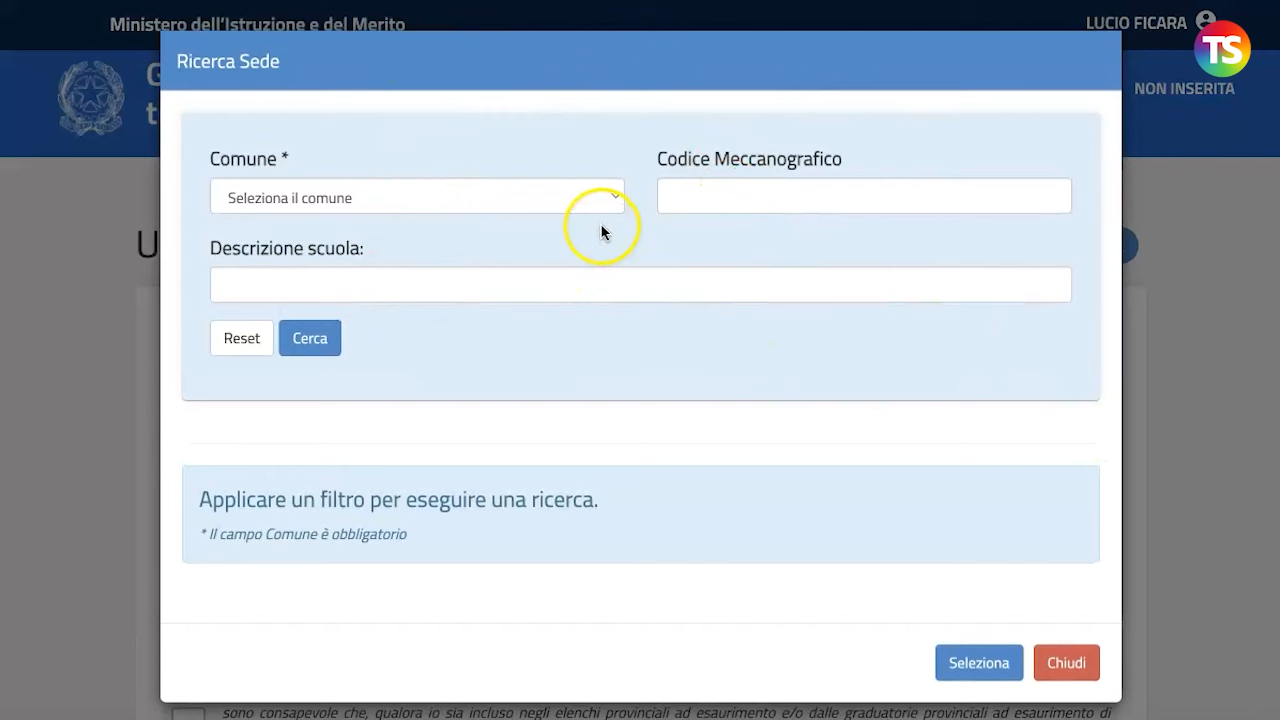 Ministero dell'Istruzione e del Merito
LUCIO FICARA
TS
Ricerca Sede
G
t
NON INSERITA
Comune *
Codice Meccanografico
Seleziona il comune
U
Descrizione scuola:
Reset
Cerca
Applicare un filtro per eseguire una ricerca.
* Il campo Comune è obbligatorio
Seleziona
Chiudi
sono consapevole che, qualora io sia incluso negli elenchi provinciali ad esaurimento e/o dalle graduatorie provinciali ad esaurimento di